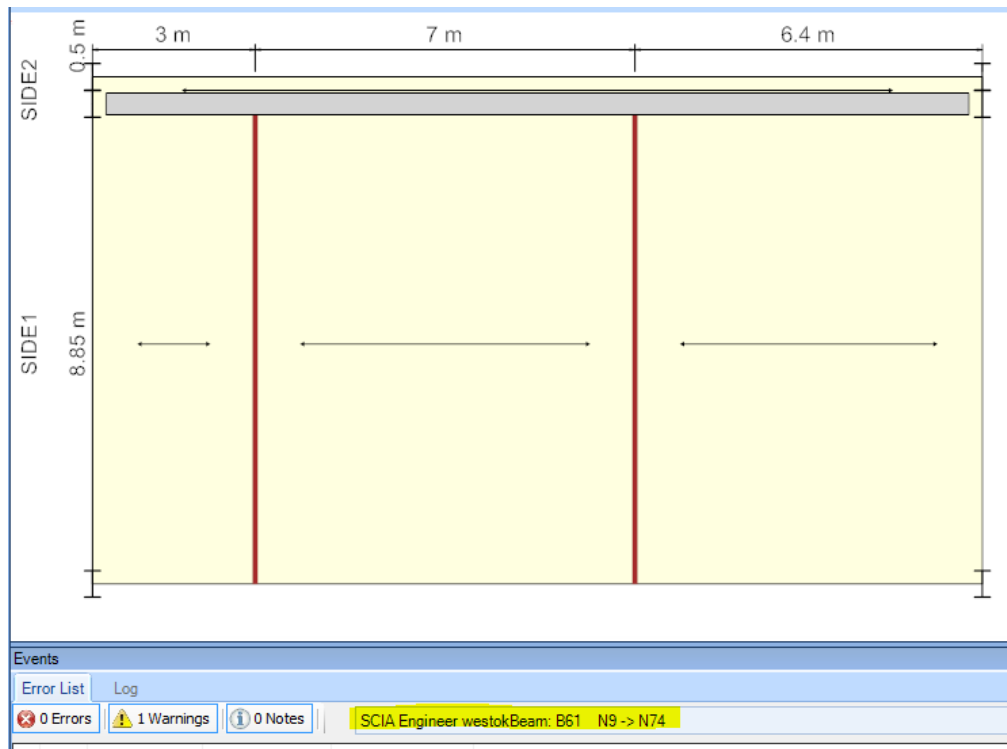 3 m
7 m
6.4 m
0.5 m
SIDE2
SIDE1
8.85 m
Events
Error List Log
0 Errors 1 Warnings 0 Notes SCIA Engineer westokBeam: B61 N9 -> N74